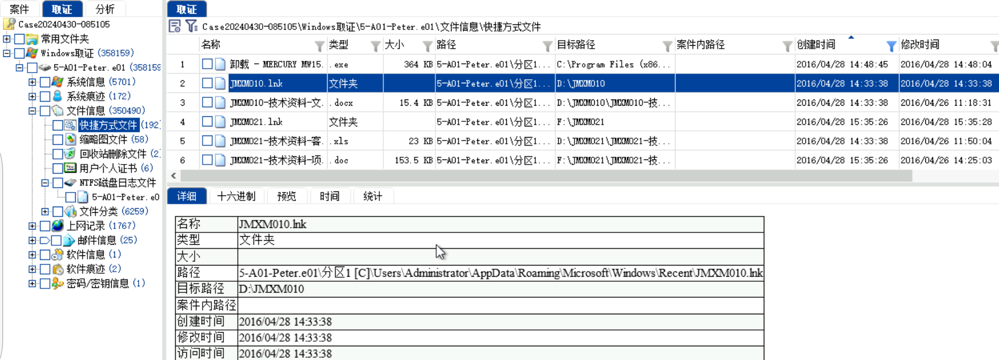 案件 取证 分析
Case20240430-085105
常用文件夹
Windows取证 (358159)
5-A01-Peter.e01 (358159
系统信息 (5701)
系统痕迹 (172)
文件信息 (350490)
快捷方式文件 (192)
缩略图文件 (58)
回收站删除文件 (2
用户个人证书 (6)
NTFS磁盘日志文件
5-A01-Peter.e0
文件分类 (6259)
上网记录 (1767)
邮件信息 (25)
软件信息 (1)
软件痕迹 (2)
密码/密钥信息 (1)
取证
Case20240430-085105\Windows取证\5-A01-Peter.e01\文件信息\快捷方式文件
名称 类型 大小 路径 目标路径 案件内路径 创建时间 修改时间
1 卸载 - MERCURY MW15. .exe 364 KB 5-A01-Peter.e01\分区1... C:\Program Files (x86... 2016/04/28 14:48:45 2016/04/28 14:48:04
2 JMXM010.lnk 文件夹 5-A01-Peter.e01\分区1... D:\JMXM010 2016/04/28 14:33:38 2016/04/28 14:33:38
3 JMXM010-技术资料-文. .docx 15.4 KB 5-A01-Peter.e01\分区1... D:\JMXM010\JMXM010-技... 2016/04/28 14:33:38 2016/04/26 11:18:31
4 JMXM021.lnk 文件夹 5-A01-Peter.e01\分区1... F:\JMXM021 2016/04/28 15:35:26 2016/04/28 15:35:28
5 JMXM021-技术资料-客. .xls 23 KB 5-A01-Peter.e01\分区1... D:\JMXM021\JMXM021-技... 2016/04/28 14:33:38 2016/04/26 11:50:04
6 JMXM021-技术资料-项. .doc 153.5 KB 5-A01-Peter.e01\分区1... F:\JMXM021\JMXM021-技... 2016/04/28 15:35:26 2016/04/26 14:25:03
详细 十六进制 预览 时间 统计
名称 JMXM010.lnk
类型 文件夹
大小
路径 5-A01-Peter.e01\分区1 [C]\Users\Administrator\AppData\Roaming\Microsoft\Windows\Recent\JMXM010.lnk
目标路径 D:\JMXM010
案件内路径
创建时间 2016/04/28 14:33:38
修改时间 2016/04/28 14:33:38
访问时间 2016/04/28 14:33:38